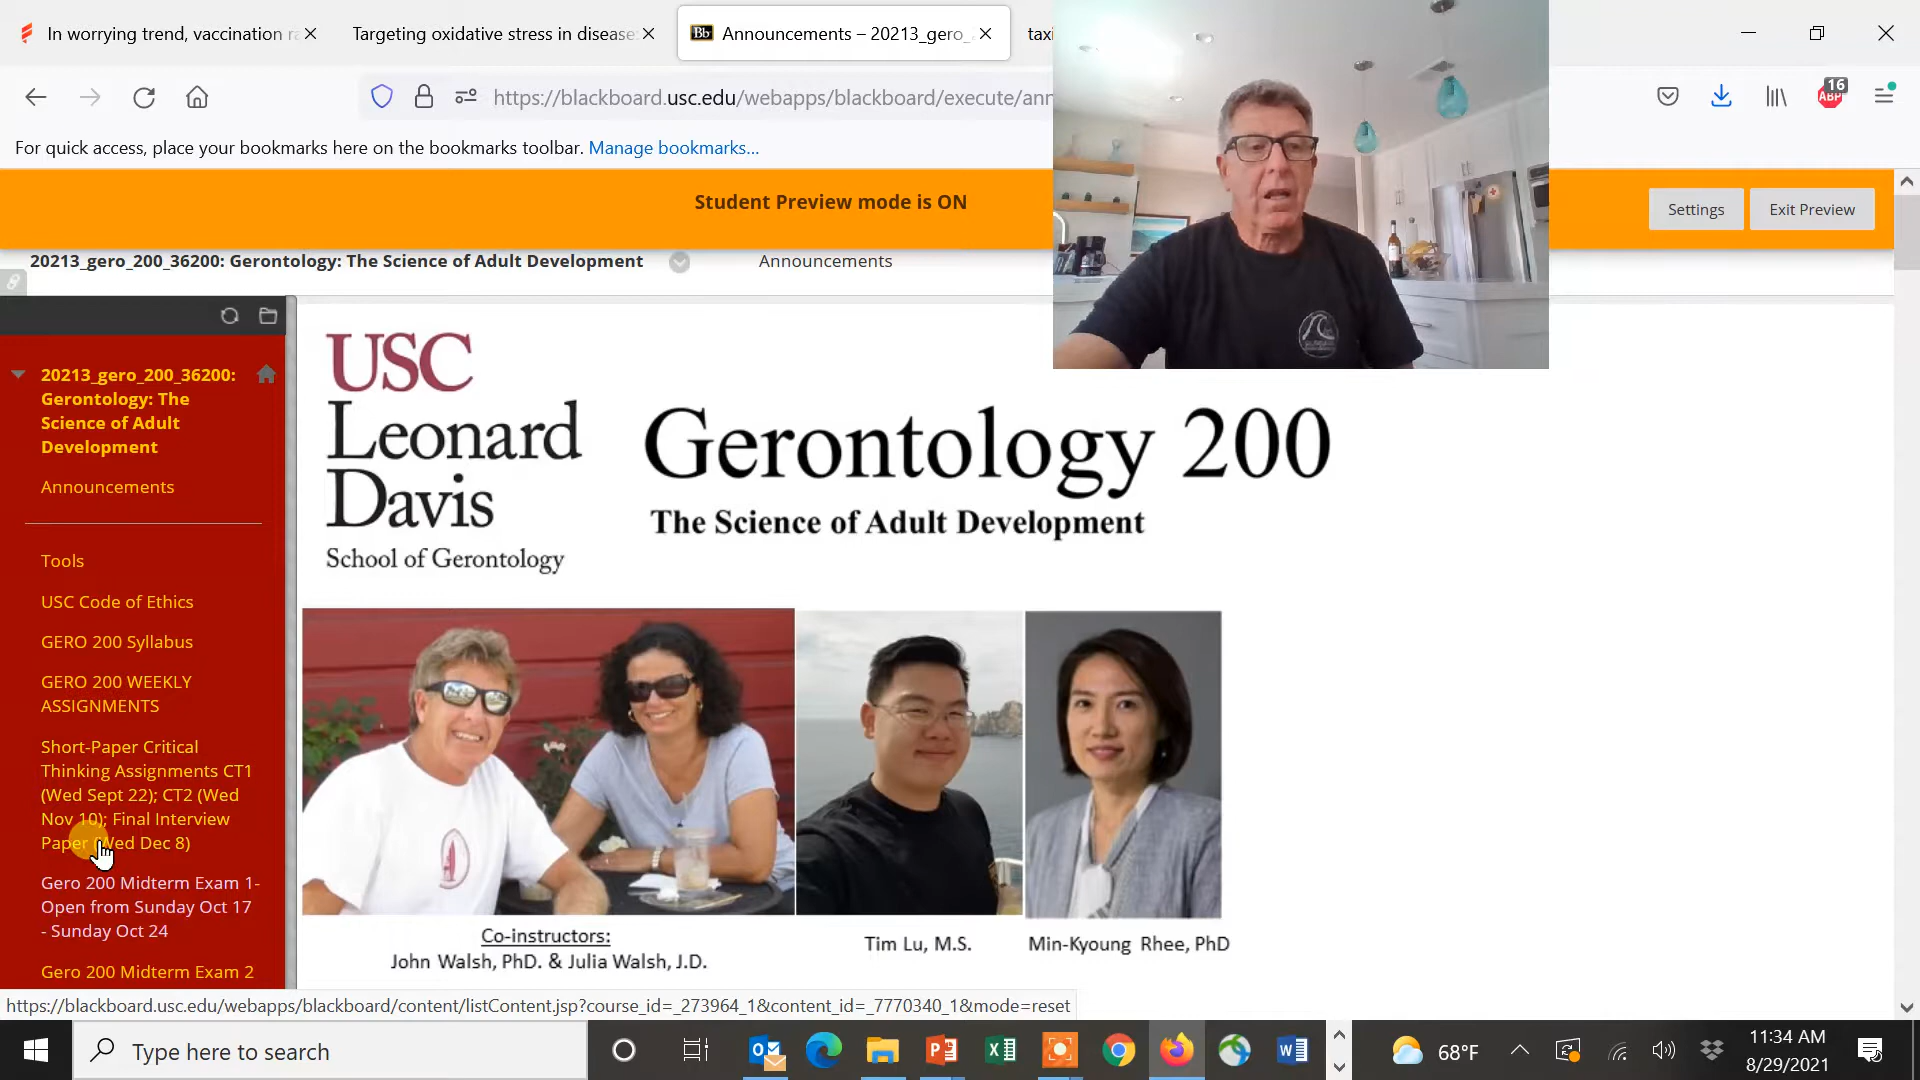 In worrying trend, vaccination ra
Targeting oxidative stress in disease
Bb Announcements – 20213_gero_
taxi
https://blackboard.usc.edu/webapps/blackboard/execute/ann
16
ABP
For quick access, place your bookmarks here on the bookmarks toolbar. Manage bookmarks...
Student Preview mode is ON
Settings
Exit Preview
20213_gero_200_36200: Gerontology: The Science of Adult Development
Announcements
20213_gero_200_36200:
Gerontology: The
Science of Adult
Development
Announcements
Tools
USC Code of Ethics
GERO 200 Syllabus
GERO 200 WEEKLY
ASSIGNMENTS
Short-Paper Critical
Thinking Assignments CT1
(Wed Sept 22); CT2 (Wed
Nov 10); Final Interview
Paper (Wed Dec 8)
Gero 200 Midterm Exam 1-
Open from Sunday Oct 17
- Sunday Oct 24
Gero 200 Midterm Exam 2
USC
Leonard
Davis
School of Gerontology
Gerontology 200
The Science of Adult Development
Co-instructors:
John Walsh, PhD. & Julia Walsh, J.D.
Tim Lu, M.S.
Min-Kyoung Rhee, PhD
https://blackboard.usc.edu/webapps/blackboard/content/listContent.jsp?course_id=_273964_1&content_id=_7770340_1&mode=reset
Type here to search
68°F
11:34 AM
8/29/2021